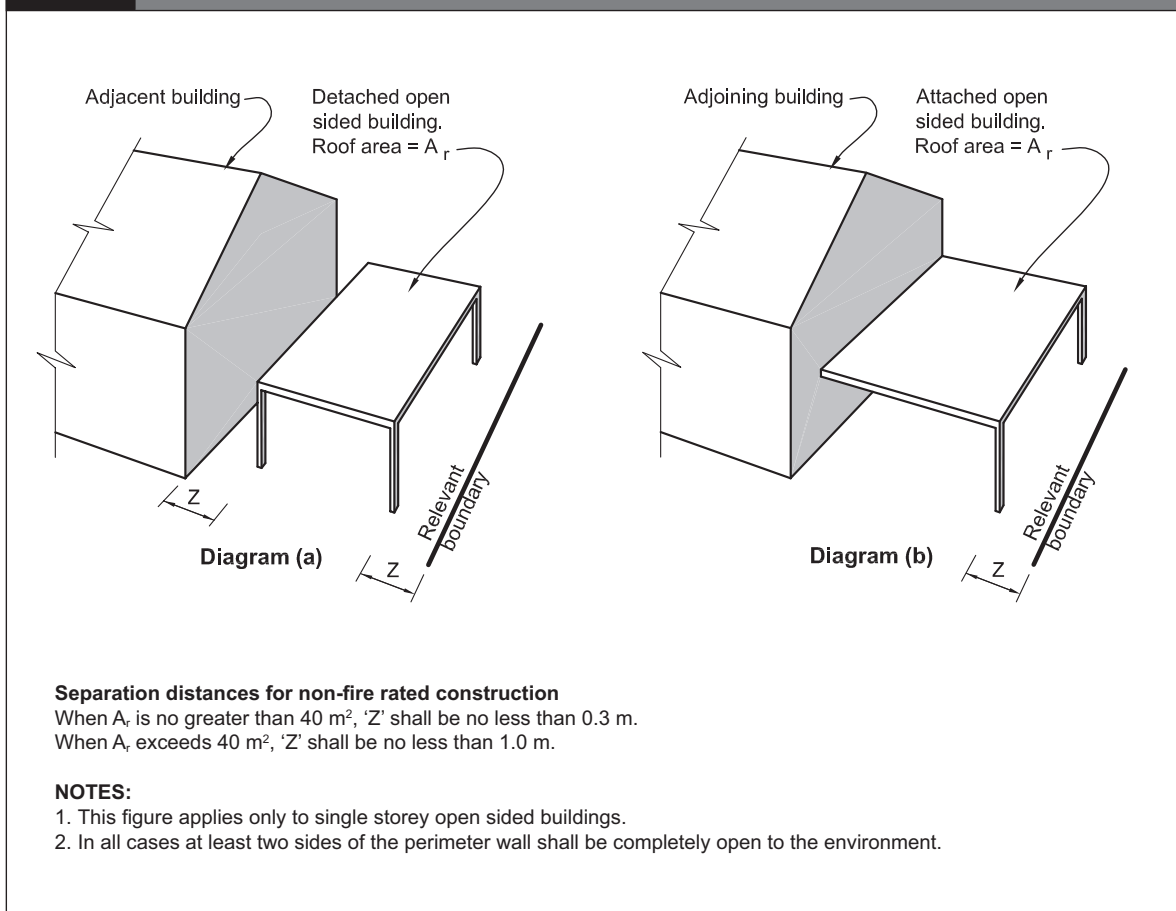 Adjacent building
Detached open
sided building.
Roof area = A r
Z
Relevant
boundary
Z
Diagram (a)
Adjoining building
Attached open
sided building.
Roof area = A r
Relevant
boundary
Z
Diagram (b)
Separation distances for non-fire rated construction
When Ar is no greater than 40 m², ‘Z’ shall be no less than 0.3 m.
When Ar exceeds 40 m², ‘Z’ shall be no less than 1.0 m.
NOTES:
1. This figure applies only to single storey open sided buildings.
2. In all cases at least two sides of the perimeter wall shall be completely open to the environment.